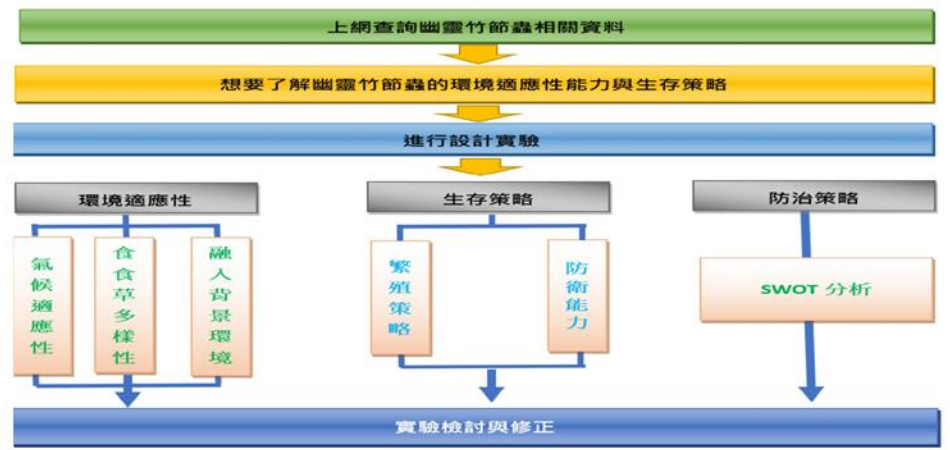 上網查詢幽靈竹節蟲相關資料
想要了解幽靈竹節蟲的環境適應性能力與生存策略
進行設計實驗
環境適應性
生存策略
防治策略
氣候適應性
食食草多樣性
融人背景環境
繁殖策略
防衛能力
SWOT 分析
實驗檢討與修正